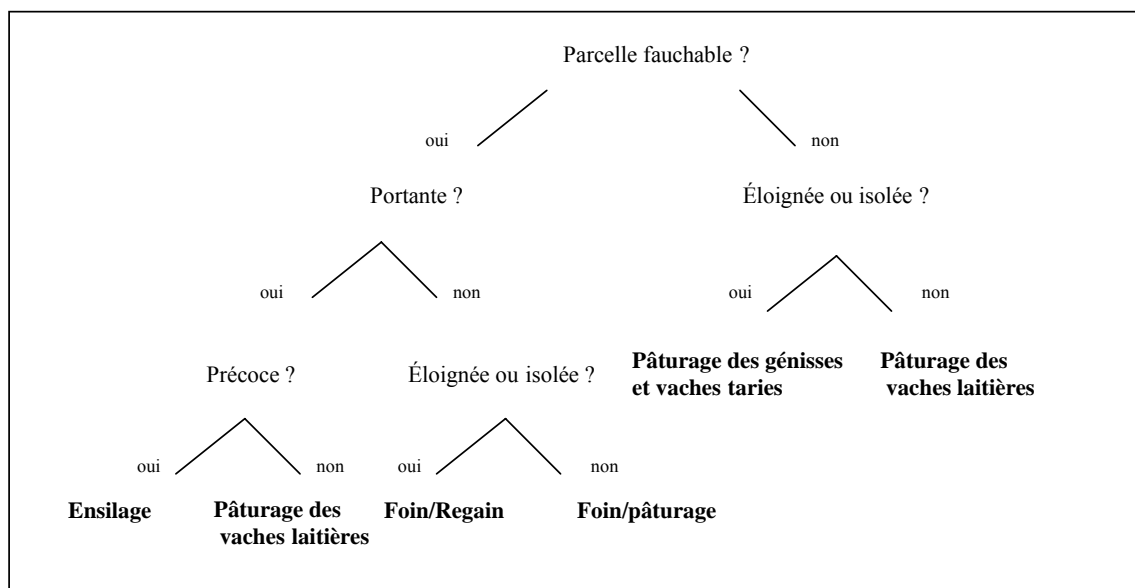 Parcelle fauchable ?
oui
non
Portante ?
Éloignée ou isolée ?
oui
non
oui
non
Pâturage des génisses
et vaches taries
Pâturage des
vaches laitières
Précoce ?
Éloignée ou isolée ?
oui
non
oui
non
Ensilage
Pâturage des
vaches laitières
Foin/Regain
Foin/pâturage